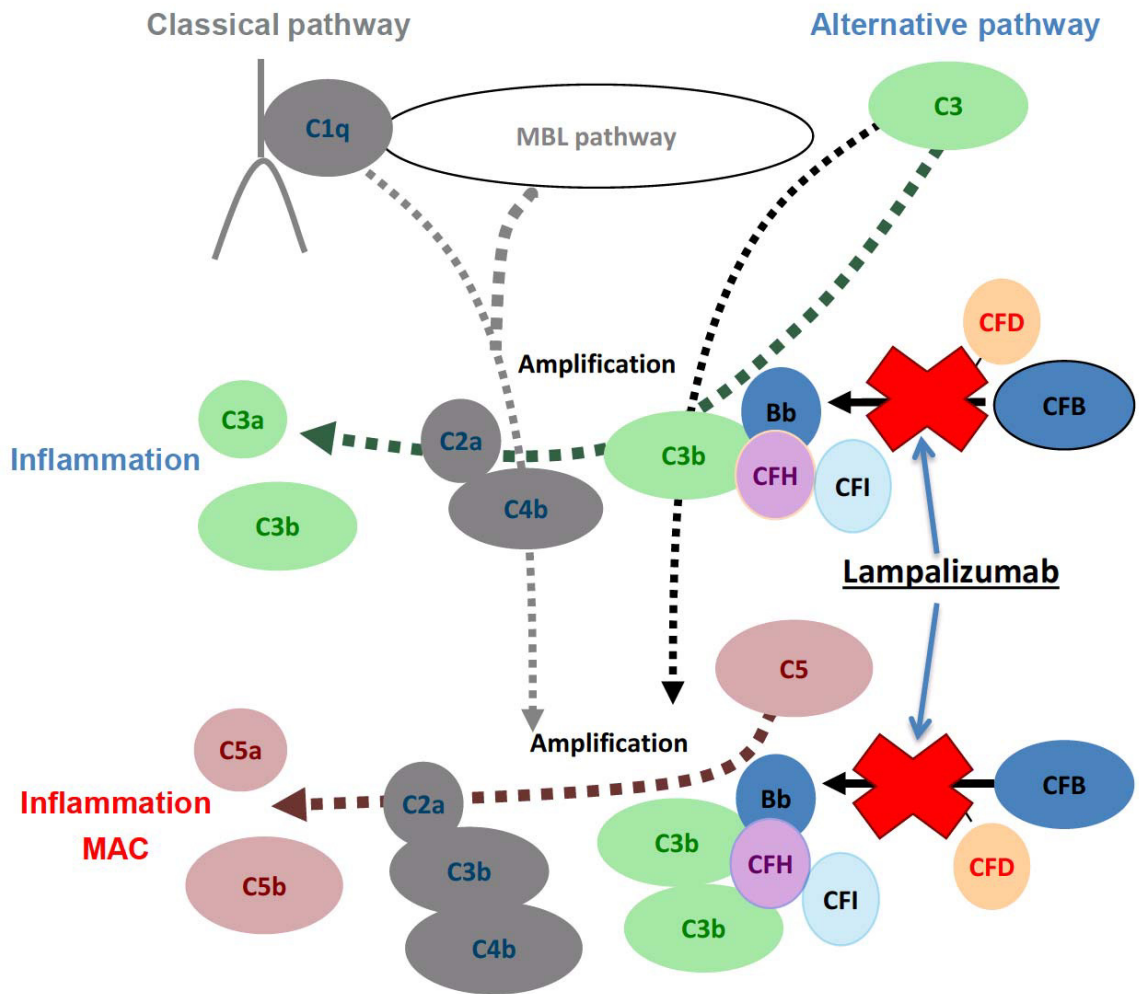 Classical pathway
Alternative pathway
C1q
MBL pathway
C3
CFD
Amplification
Bb
CFB
C3a
C2a
Inflammation
C3b
CFH
CFI
C4b
C3b
Lampalizumab
C5
C5a
Amplification
Bb
CFB
C2a
Inflammation
MAC
C3b
C3b
CFH
CFD
C5b
CFI
C3b
C4b